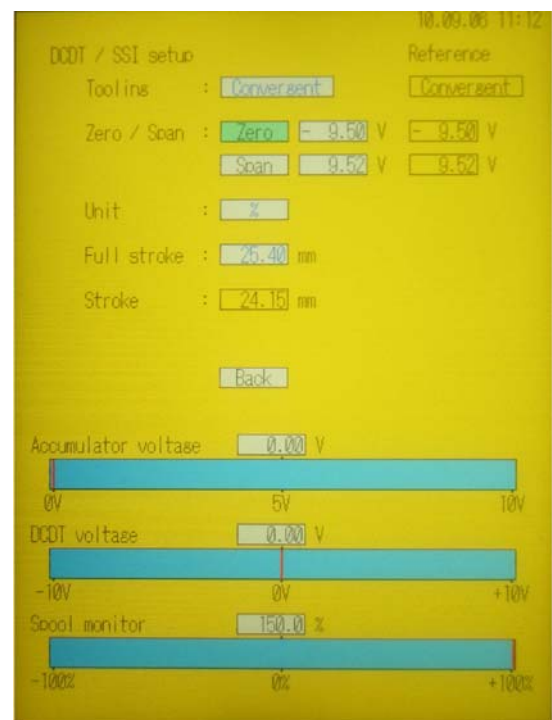 10.09.06 11:12
DCDT / SSI setup Reference
Tooling : Convergent Convergent
Zero / Span : Zero - 9.50 V - 9.50 V
Span 9.52 V 9.52 V
Unit : %
Full stroke : 25.40 mm
Stroke : 24.15 mm
Back
Accumulator voltage 0.00 V
0V 5V 10V
DCDT voltage 0.00 V
-10V 0V +10V
Spool monitor 150.0 %
-100% 0% +100%